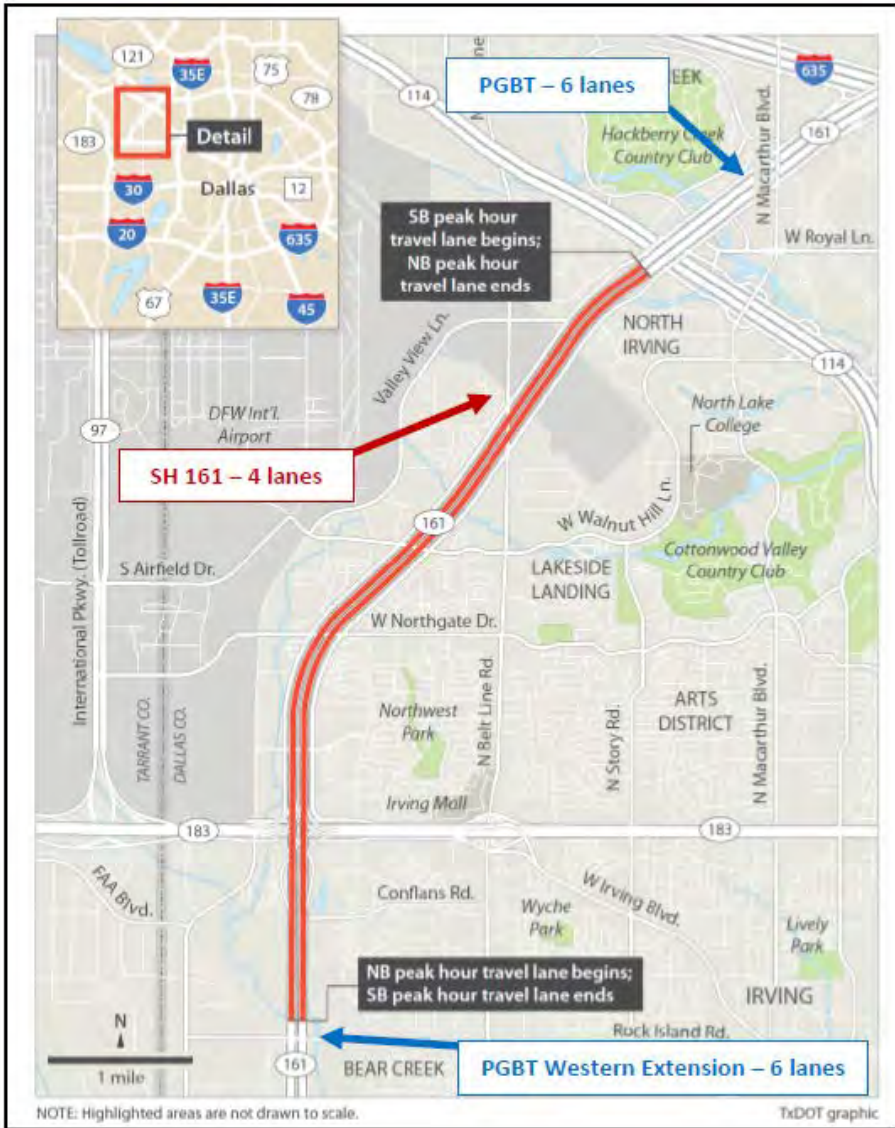 121
35E
75
78
183
Detail
30
Dallas
12
20
635
67
35E
45
114
EEK
635
PGBT – 6 lanes
161
Hackberry Creek
Country Club
N Macarthur Blvd.
SB peak hour
travel lane begins;
NB peak hour
travel lane ends
W Royal Ln.
NORTH
IRVING
Valley View Ln.
114
DFW Int'l.
Airport
North Lake
College
97
SH 161 – 4 lanes
161
W Walnut Hill Ln.
International Pkwy. (Tollroad)
S Airfield Dr.
LAKESIDE
LANDING
Cottonwood Valley
Country Club
W Northgate Dr.
TARRANT CO.
DALLAS CO.
Northwest
Park
N Belt Line Rd.
N Story Rd.
ARTS
DISTRICT
N Macarthur Blvd.
Irving Mall
183
183
FAA Blvd.
Conflans Rd.
W Irving Blvd.
Wyche
Park
Lively
Park
NB peak hour travel lane begins;
SB peak hour travel lane ends
IRVING
N
Rock Island Rd.
1 mile
161
BEAR CREEK
PGBT Western Extension – 6 lanes
NOTE: Highlighted areas are not drawn to scale.
TxDOT graphic